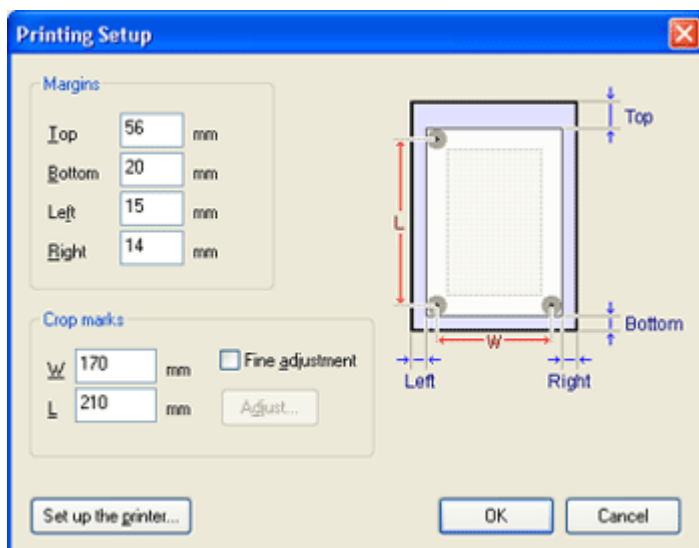 Printing Setup
Margins
Top 56 mm
Bottom 20 mm
Left 15 mm
Right 14 mm
Top
L
W
Bottom
Left Right
Crop marks
W 170 mm
L 210 mm
Fine adjustment
Adjust...
Set up the printer...
OK
Cancel